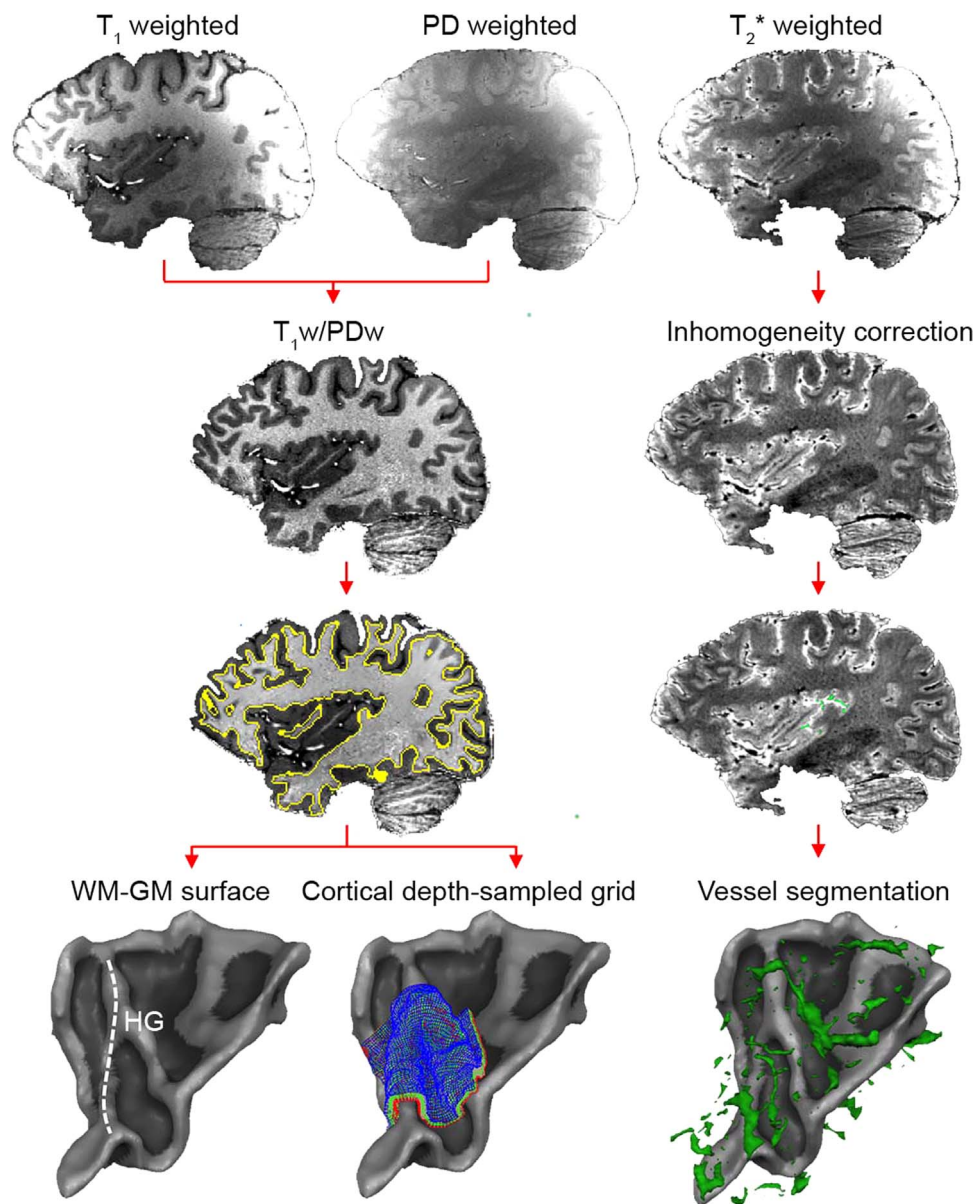 T1 weighted
PD weighted
T2* weighted
T1w/PDw
Inhomogeneity correction
WM-GM surface
Cortical depth-sampled grid
Vessel segmentation
HG